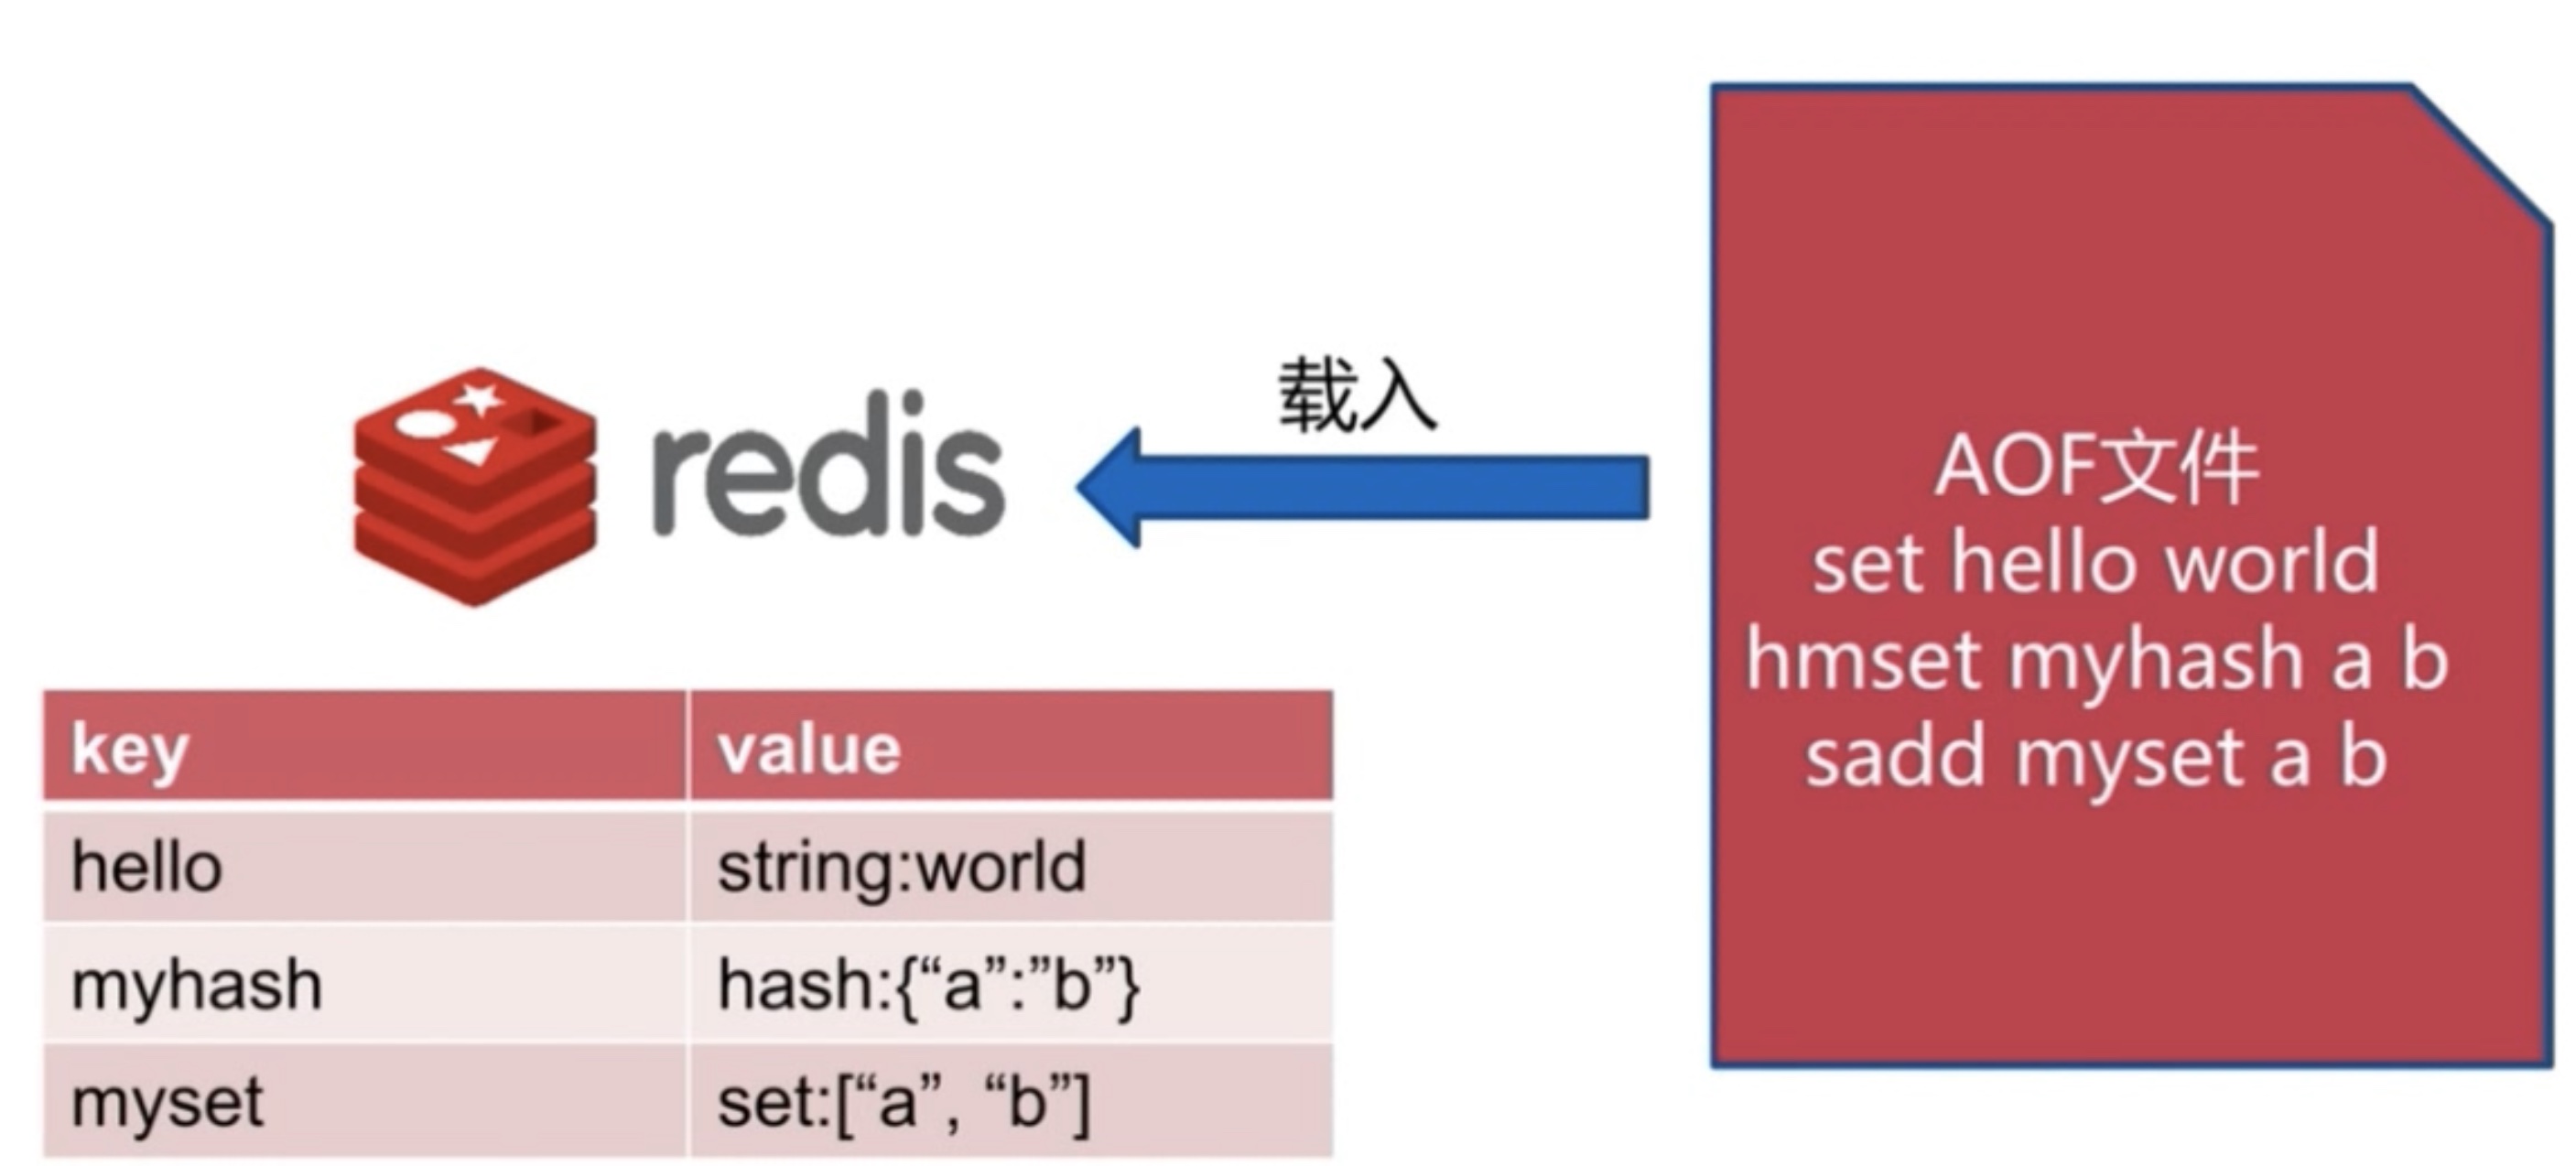 载入
redis
AOF文件
set hello world
hmset myhash a b
sadd myset a b
key value
hello string:world
myhash hash:{“a”:”b”}
myset set:[“a”, “b”]